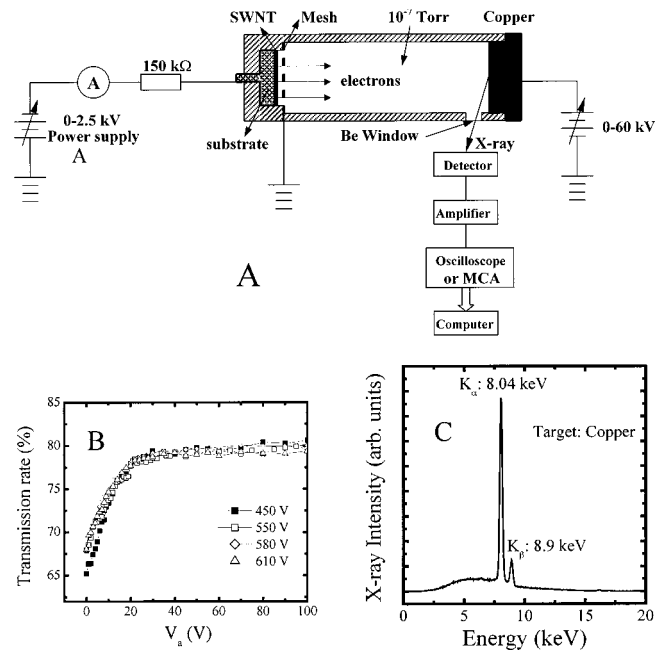 SWNT Mesh 10⁻⁷ Torr Copper
150 kΩ
A
electrons
0-2.5 kV
Power supply
A
substrate
Be Window
X-ray
0-60 kV
Detector
Amplifier
Oscilloscope
or MCA
Computer
A
Transmission rate (%)
85
80
75
70
65
B
450 V
550 V
580 V
610 V
0 20 40 60 80 100
Vₐ (V)
X-ray Intensity (arb. units)
C
Kα: 8.04 keV
Target: Copper
Kβ: 8.9 keV
0 5 10 15 20
Energy (keV)